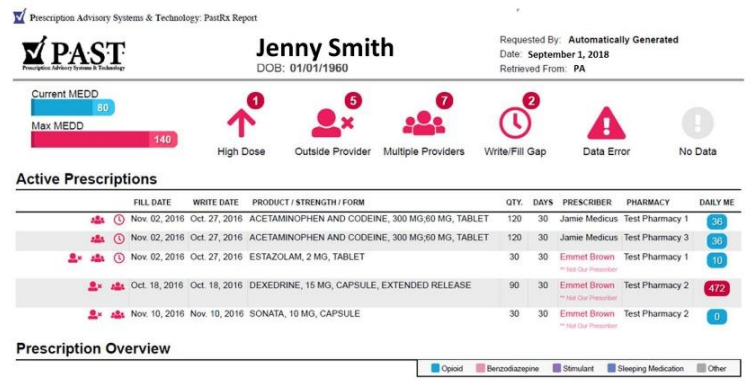 Prescription Advisory Systems & Technology: PastRx Report
PAST
Prescription Advisory Systems & Technology
Jenny Smith
DOB: 01/01/1960
Requested By: Automatically Generated
Date: September 1, 2018
Retrieved From: PA
Current MEDD
80
Max MEDD
140
1 5 7 2
High Dose Outside Provider Multiple Providers Write/Fill Gap Data Error No Data
Active Prescriptions
FILL DATE WRITE DATE PRODUCT / STRENGTH / FORM QTY. DAYS PRESCRIBER PHARMACY DAILY ME
Nov. 02, 2016 Oct. 27, 2016 ACETAMINOPHEN AND CODEINE, 300 MG;60 MG, TABLET 120 30 Jamie Medicus Test Pharmacy 1 36
Nov. 02, 2016 Oct. 27, 2016 ACETAMINOPHEN AND CODEINE, 300 MG;60 MG, TABLET 120 30 Jamie Medicus Test Pharmacy 3 36
Nov. 02, 2016 Oct. 27, 2016 ESTAZOLAM, 2 MG, TABLET 30 30 Emmet Brown Test Pharmacy 1 10
** Not Our Prescriber
Oct. 18, 2016 Oct. 18, 2016 DEXEDRINE, 15 MG, CAPSULE, EXTENDED RELEASE 90 30 Emmet Brown Test Pharmacy 2 472
** Not Our Prescriber
Nov. 10, 2016 Nov. 10, 2016 SONATA, 10 MG, CAPSULE 30 30 Emmet Brown Test Pharmacy 2 0
** Not Our Prescriber
Prescription Overview
Opioid Benzodiazepine Stimulant Sleeping Medication Other